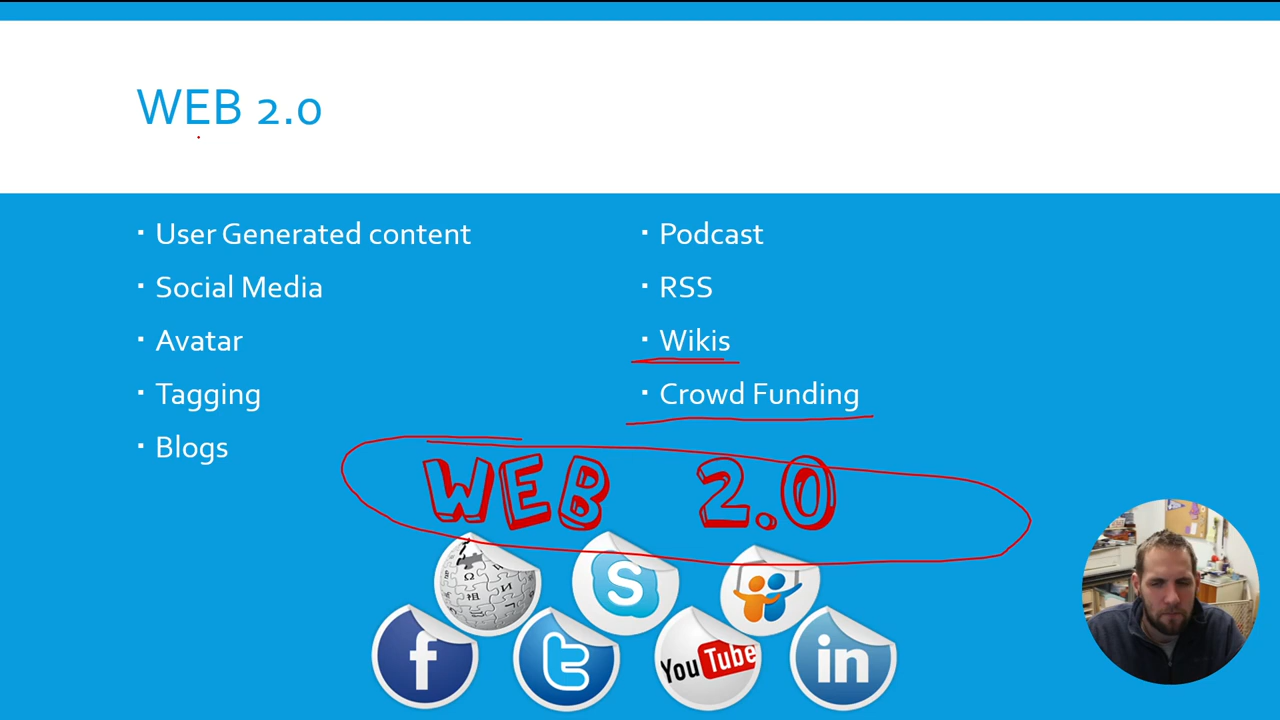 WEB 2.0
User Generated content
Social Media
Avatar
Tagging
Blogs
Podcast
RSS
Wikis
Crowd Funding
WEB 2.0
S
f
t
You Tube
in